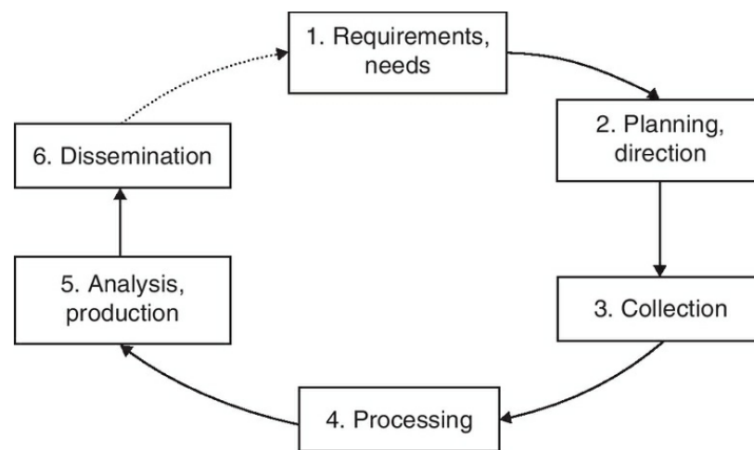 1. Requirements,
needs
2. Planning,
direction
3. Collection
4. Processing
5. Analysis,
production
6. Dissemination